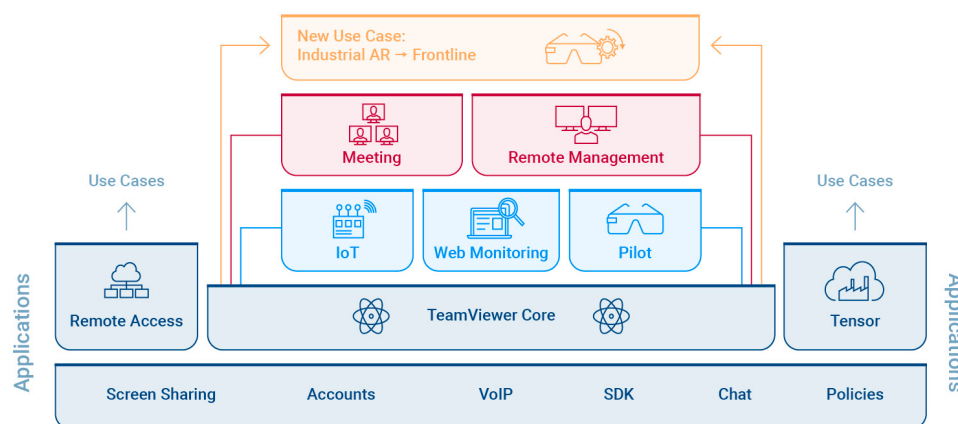 New Use Case:
Industrial AR → Frontline
Meeting
Remote Management
Use Cases
Use Cases
IoT
Web Monitoring
Pilot
Applications
Remote Access
TeamViewer Core
Tensor
Applications
Screen Sharing
Accounts
VoIP
SDK
Chat
Policies